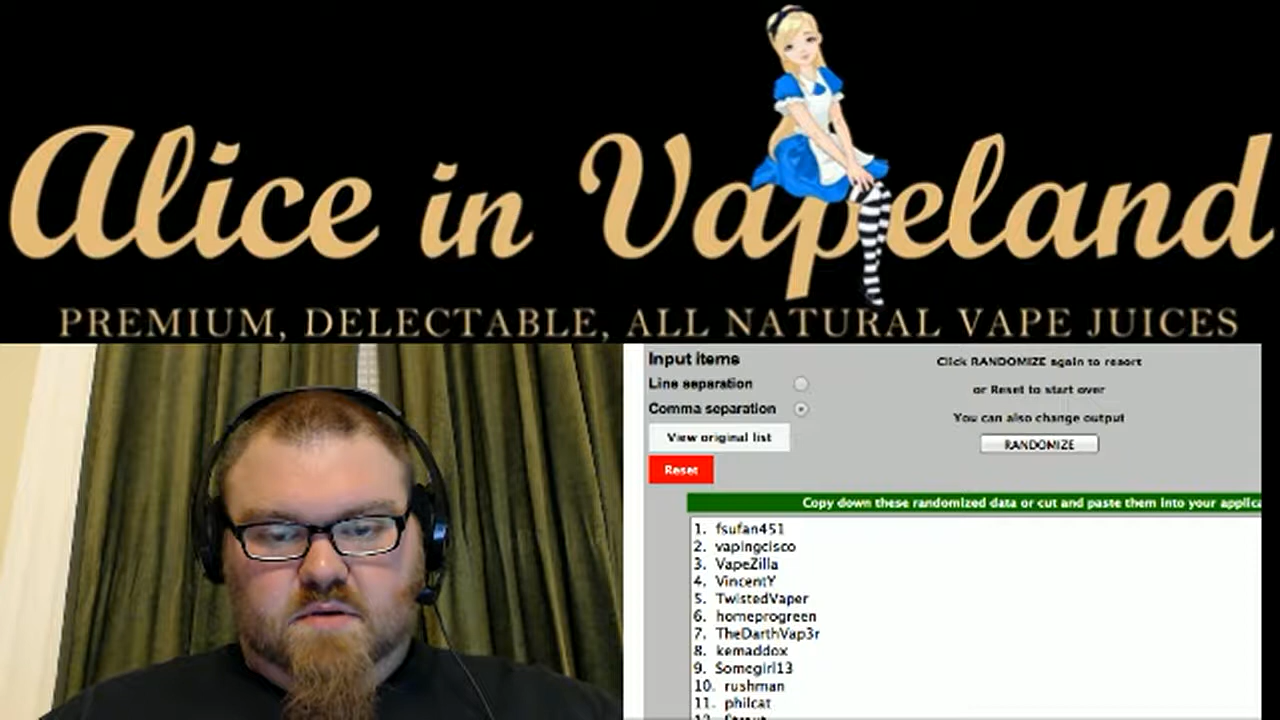 Alice in Vapeland
PREMIUM, DELECTABLE, ALL NATURAL VAPE JUICES
Input items
Line separation
Comma separation
View original list
Reset
Click RANDOMIZE again to resort
or Reset to start over
You can also change output
RANDOMIZE
Copy down these randomized data or cut and paste them into your applica
1. fsufan451
2. vapingcisco
3. VapeZilla
4. VincentY
5. TwistedVaper
6. homeprogreen
7. TheDarthVap3r
8. kemaddox
9. Somegirl13
10. rushman
11. philcat
12.